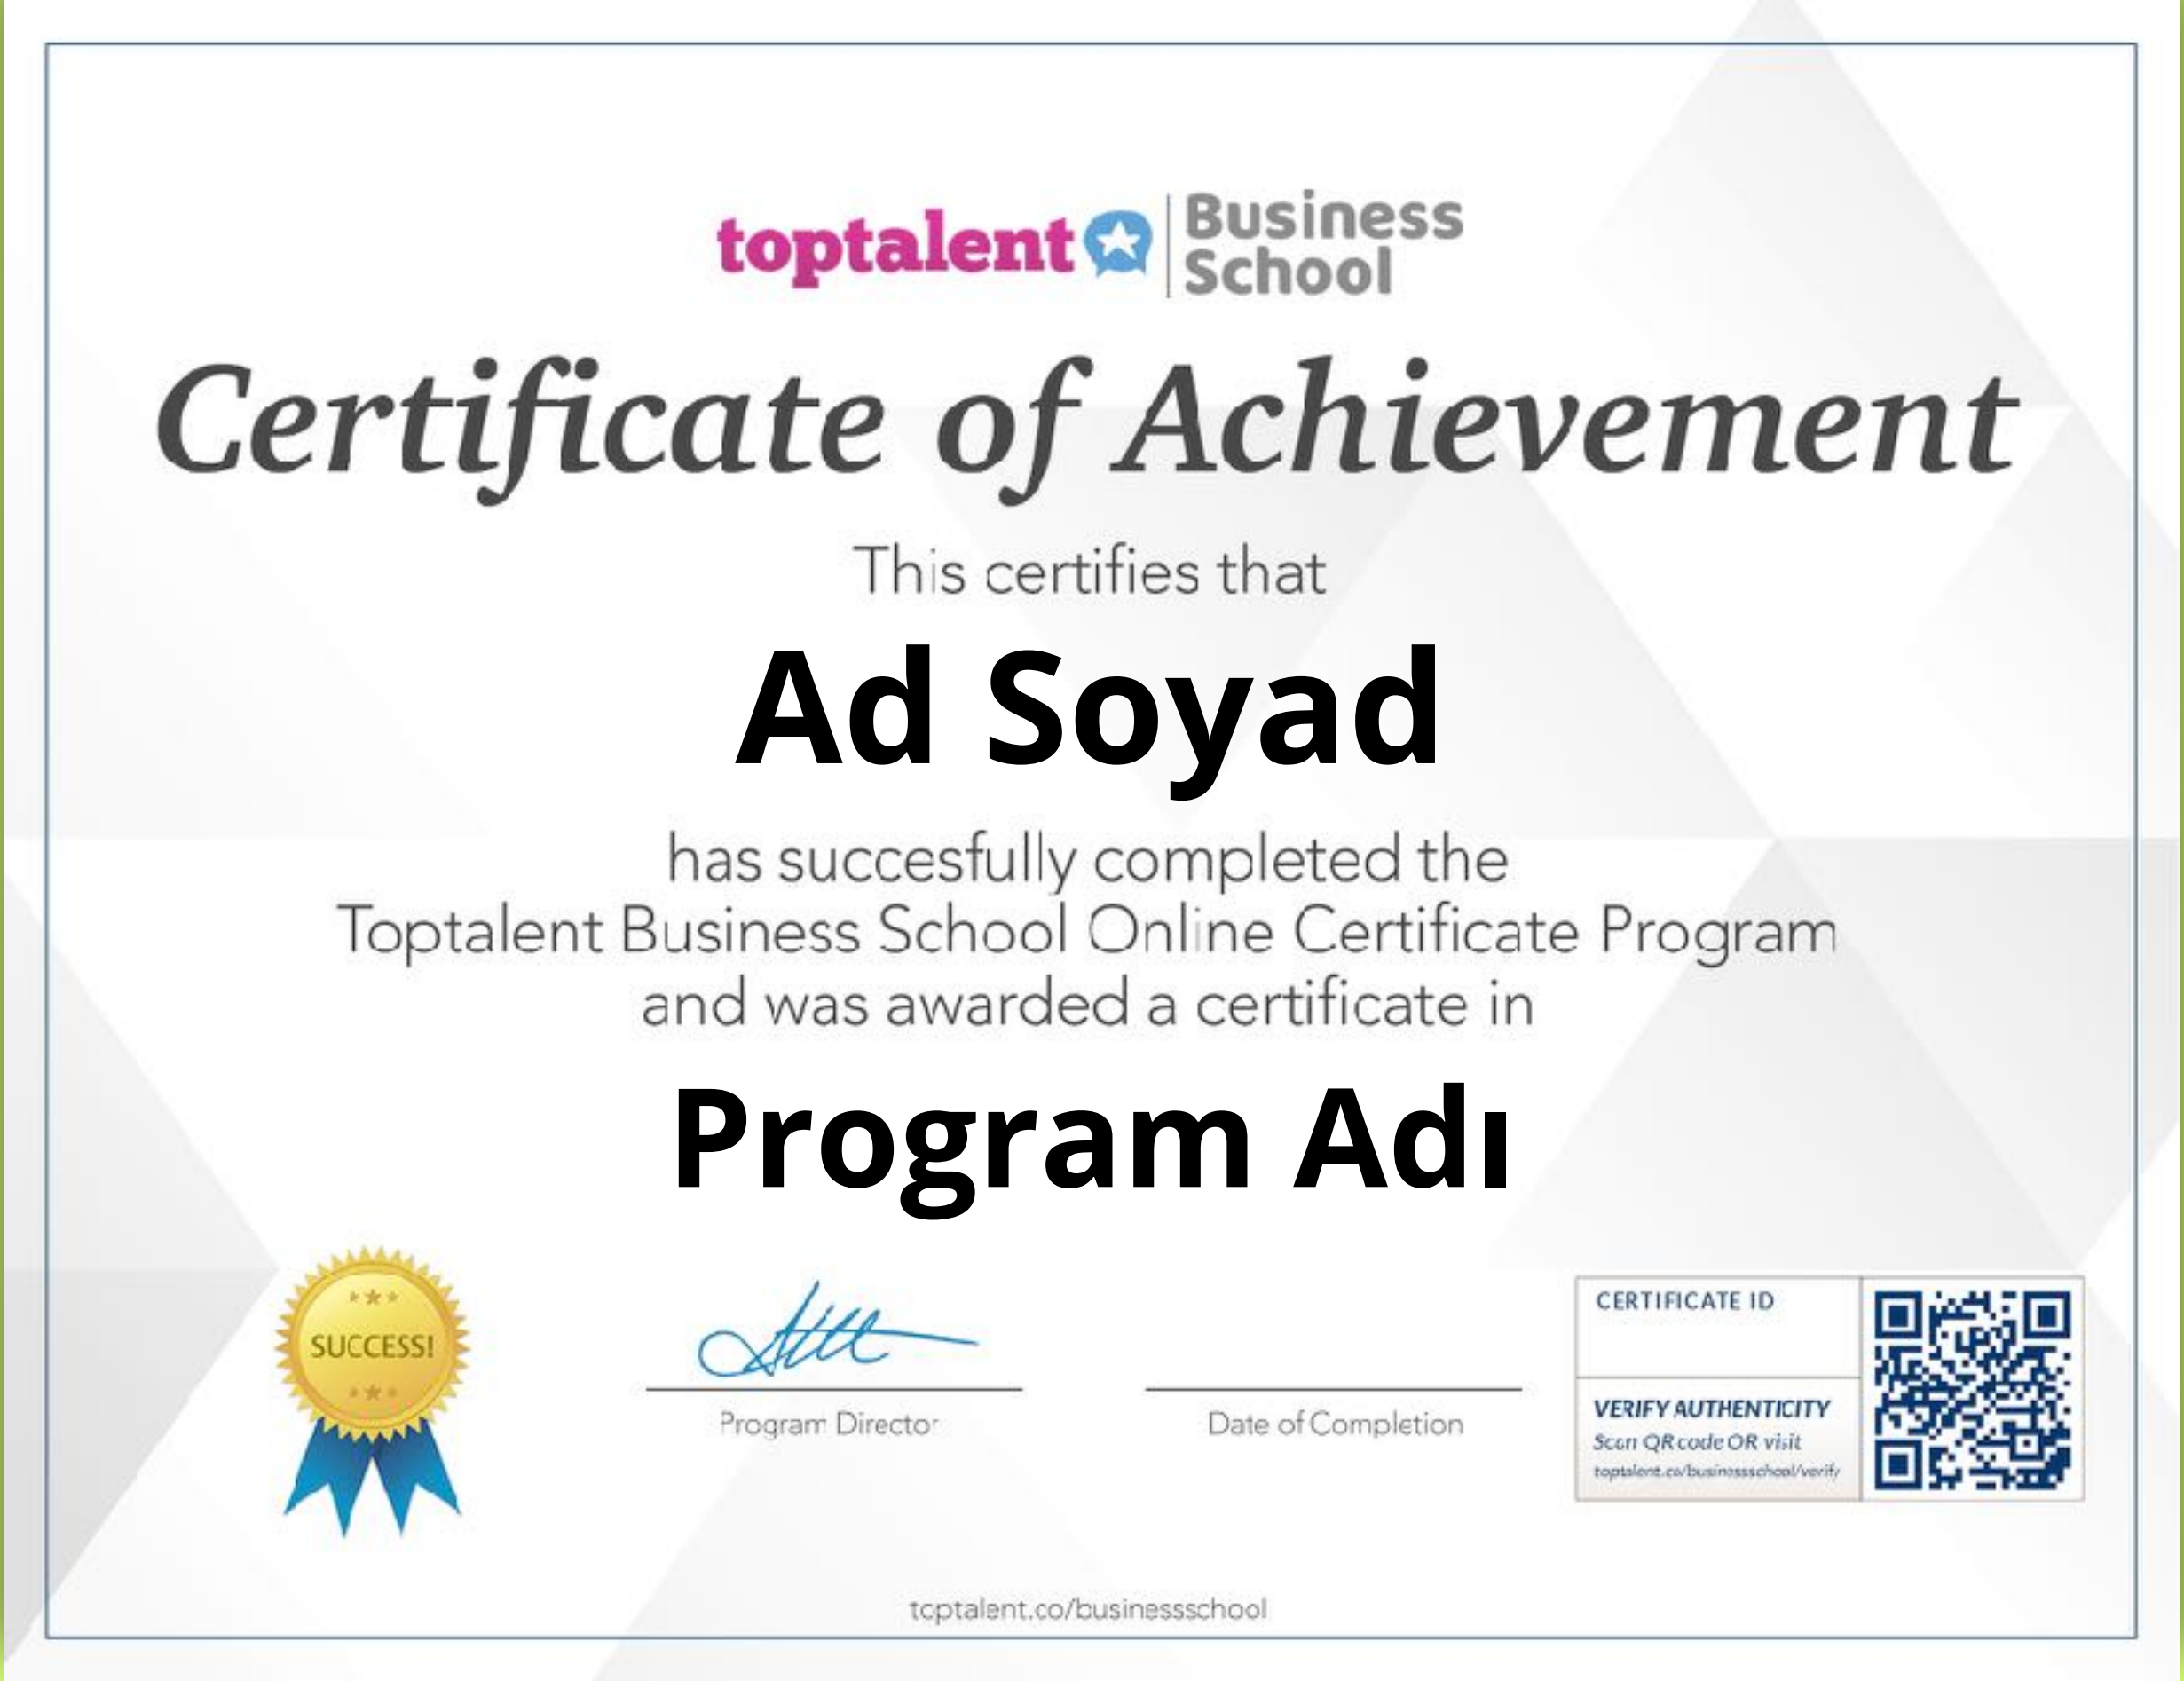 toptalent
Business
School
Certificate of Achievement
This certifies that
Ad Soyad
has succesfully completed the
Toptalent Business School Online Certificate Program
and was awarded a certificate in
Program Adı
SUCCESS!
Program Director
Date of Completion
CERTIFICATE ID
VERIFY AUTHENTICITY
Scan QR code OR visit
toptalent.co/businessschool/verify
toptalent.co/businessschool